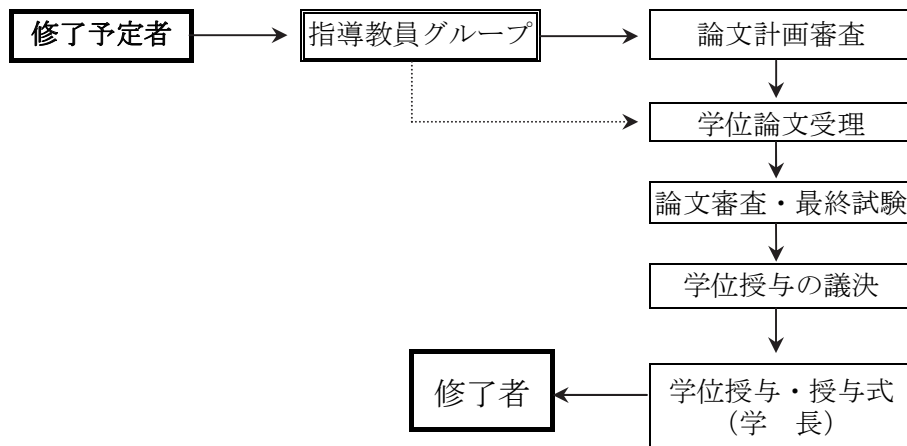 修了予定者
指導教員グループ
論文計画審査
学位論文受理
論文審査・最終試験
学位授与の議決
学位授与・授与式
（学　長）
修了者